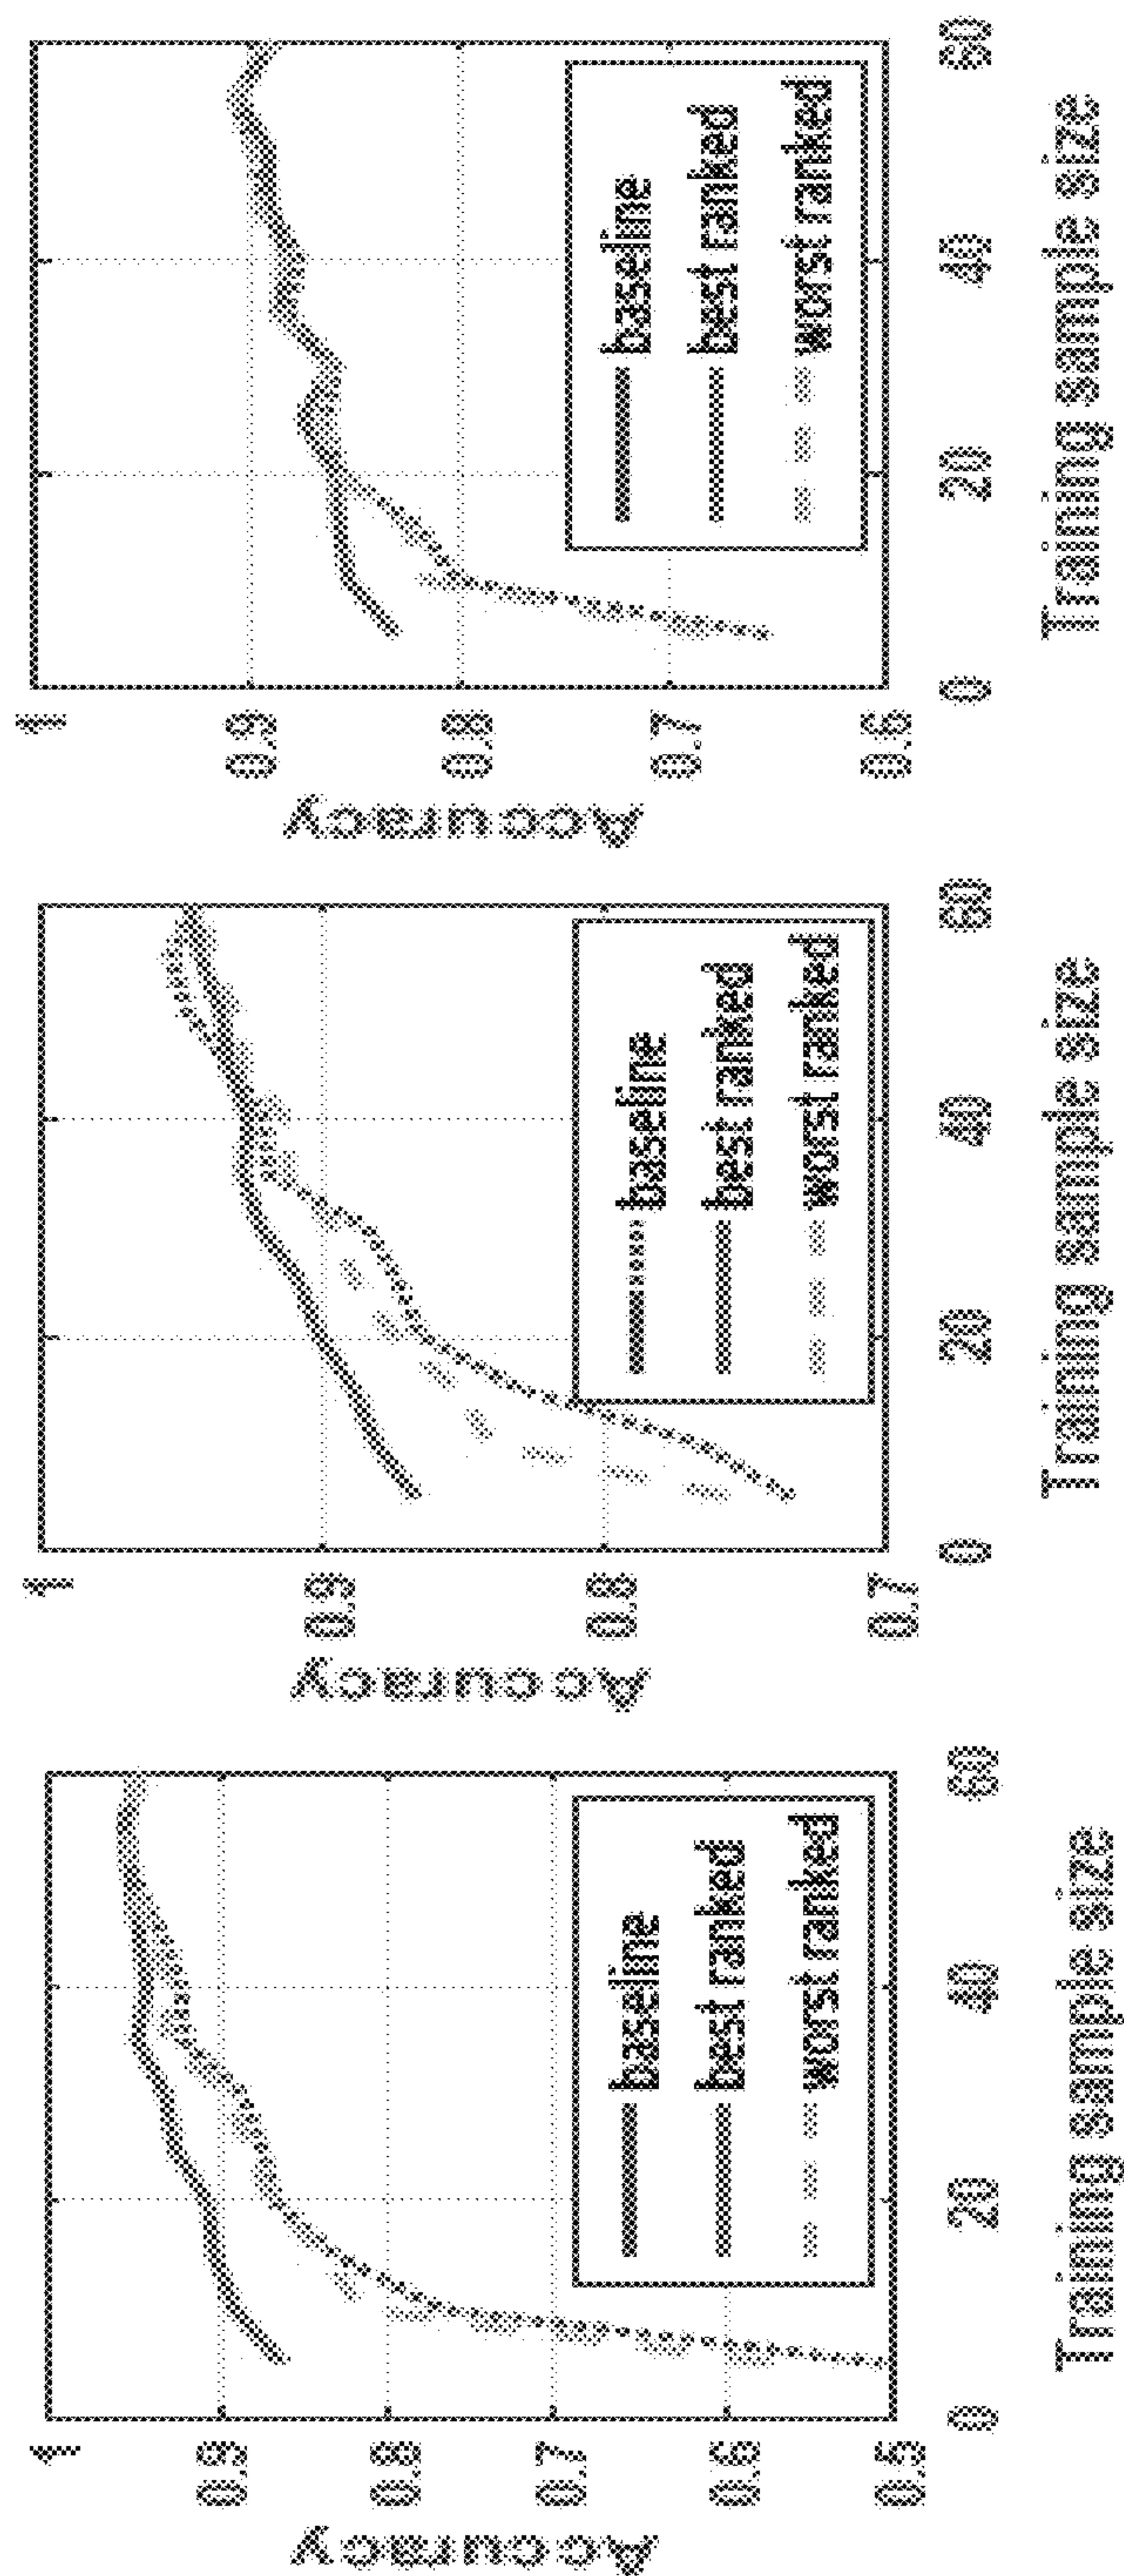 Accuracy
1
0.9
0.8
0.7
0.6
0.5
baseline
best ranked
worst ranked
0 20 40 60
Training sample size
Accuracy
1
0.9
0.8
0.7
baseline
best ranked
worst ranked
0 20 40 60
Training sample size
Accuracy
1
0.9
0.8
0.7
0.6
baseline
best ranked
worst ranked
0 20 40 60
Training sample size